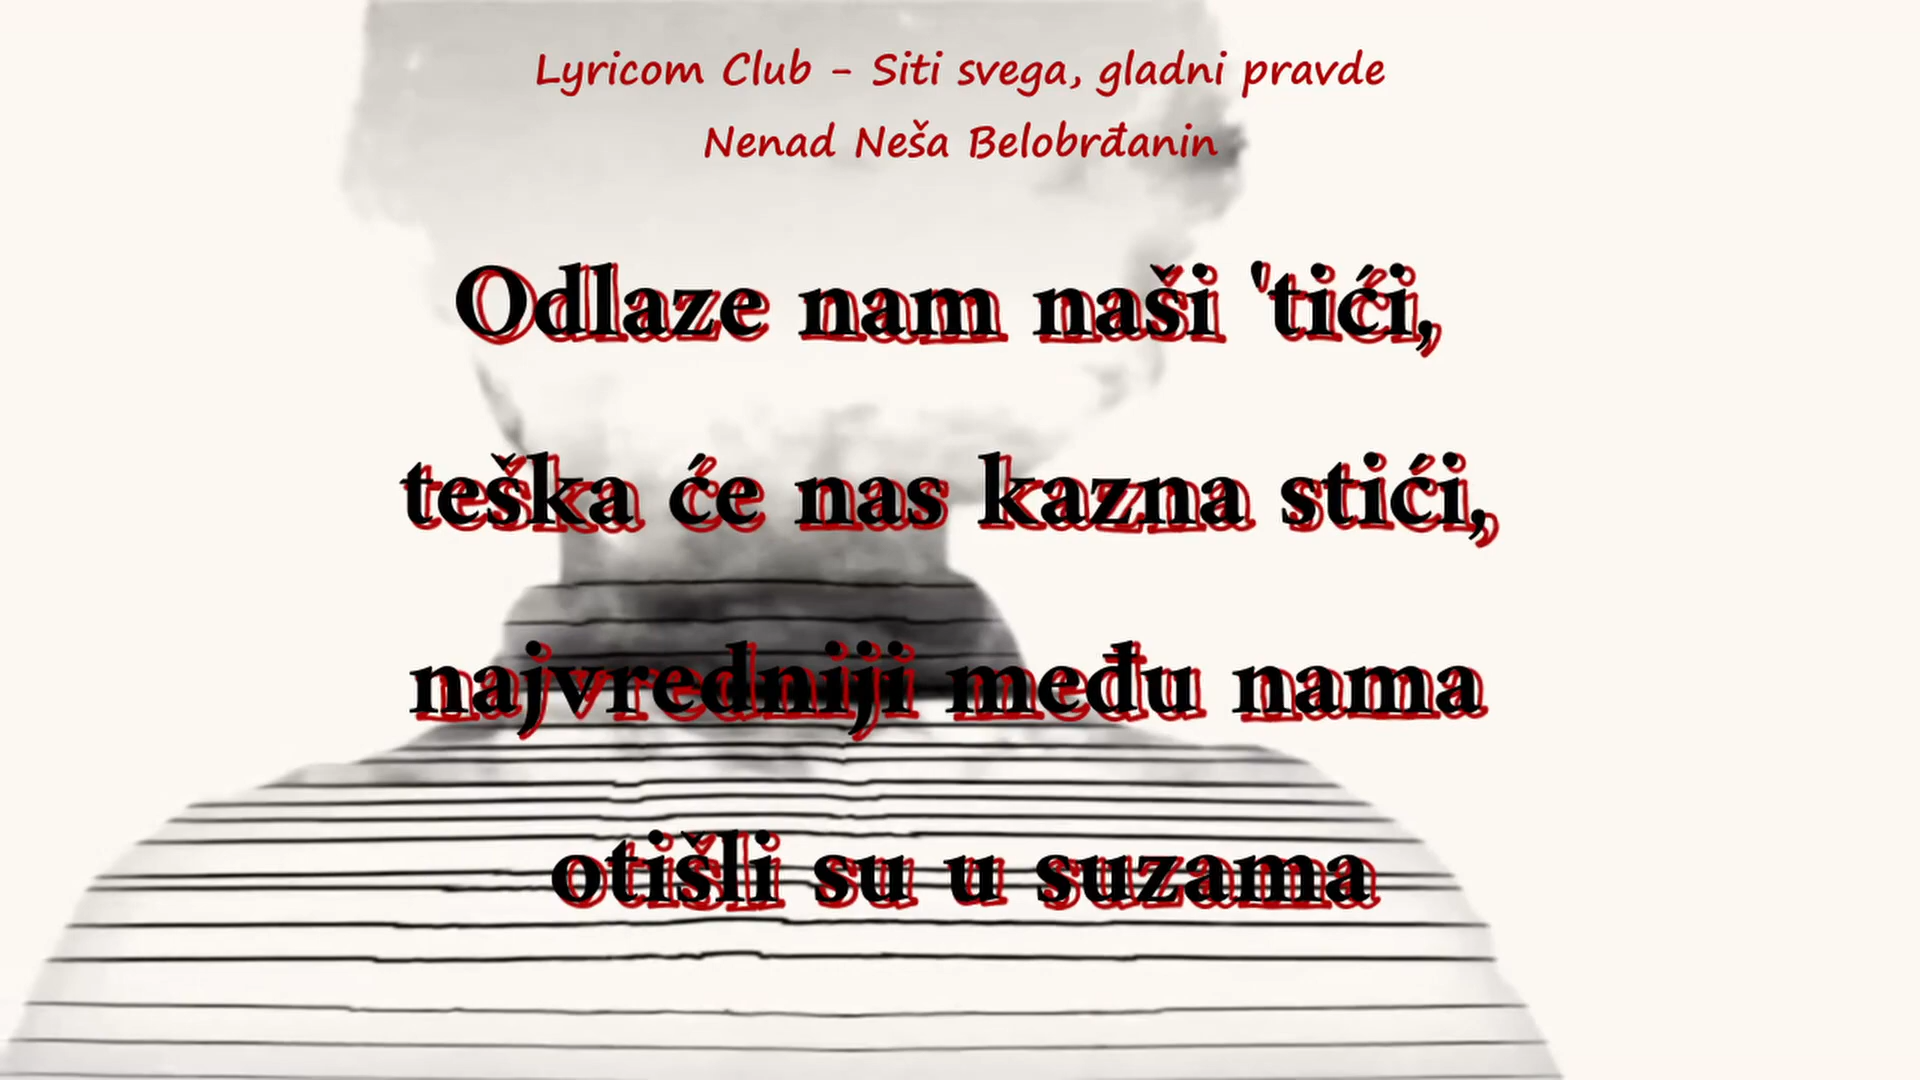 Lyricom Club - Siti svega, gladni pravde
Nenad Neša Belobrđanin
Odlaze nam naši 'tići,
teška će nas kazna stići,
najvredniji među nama
otišli su u suzama